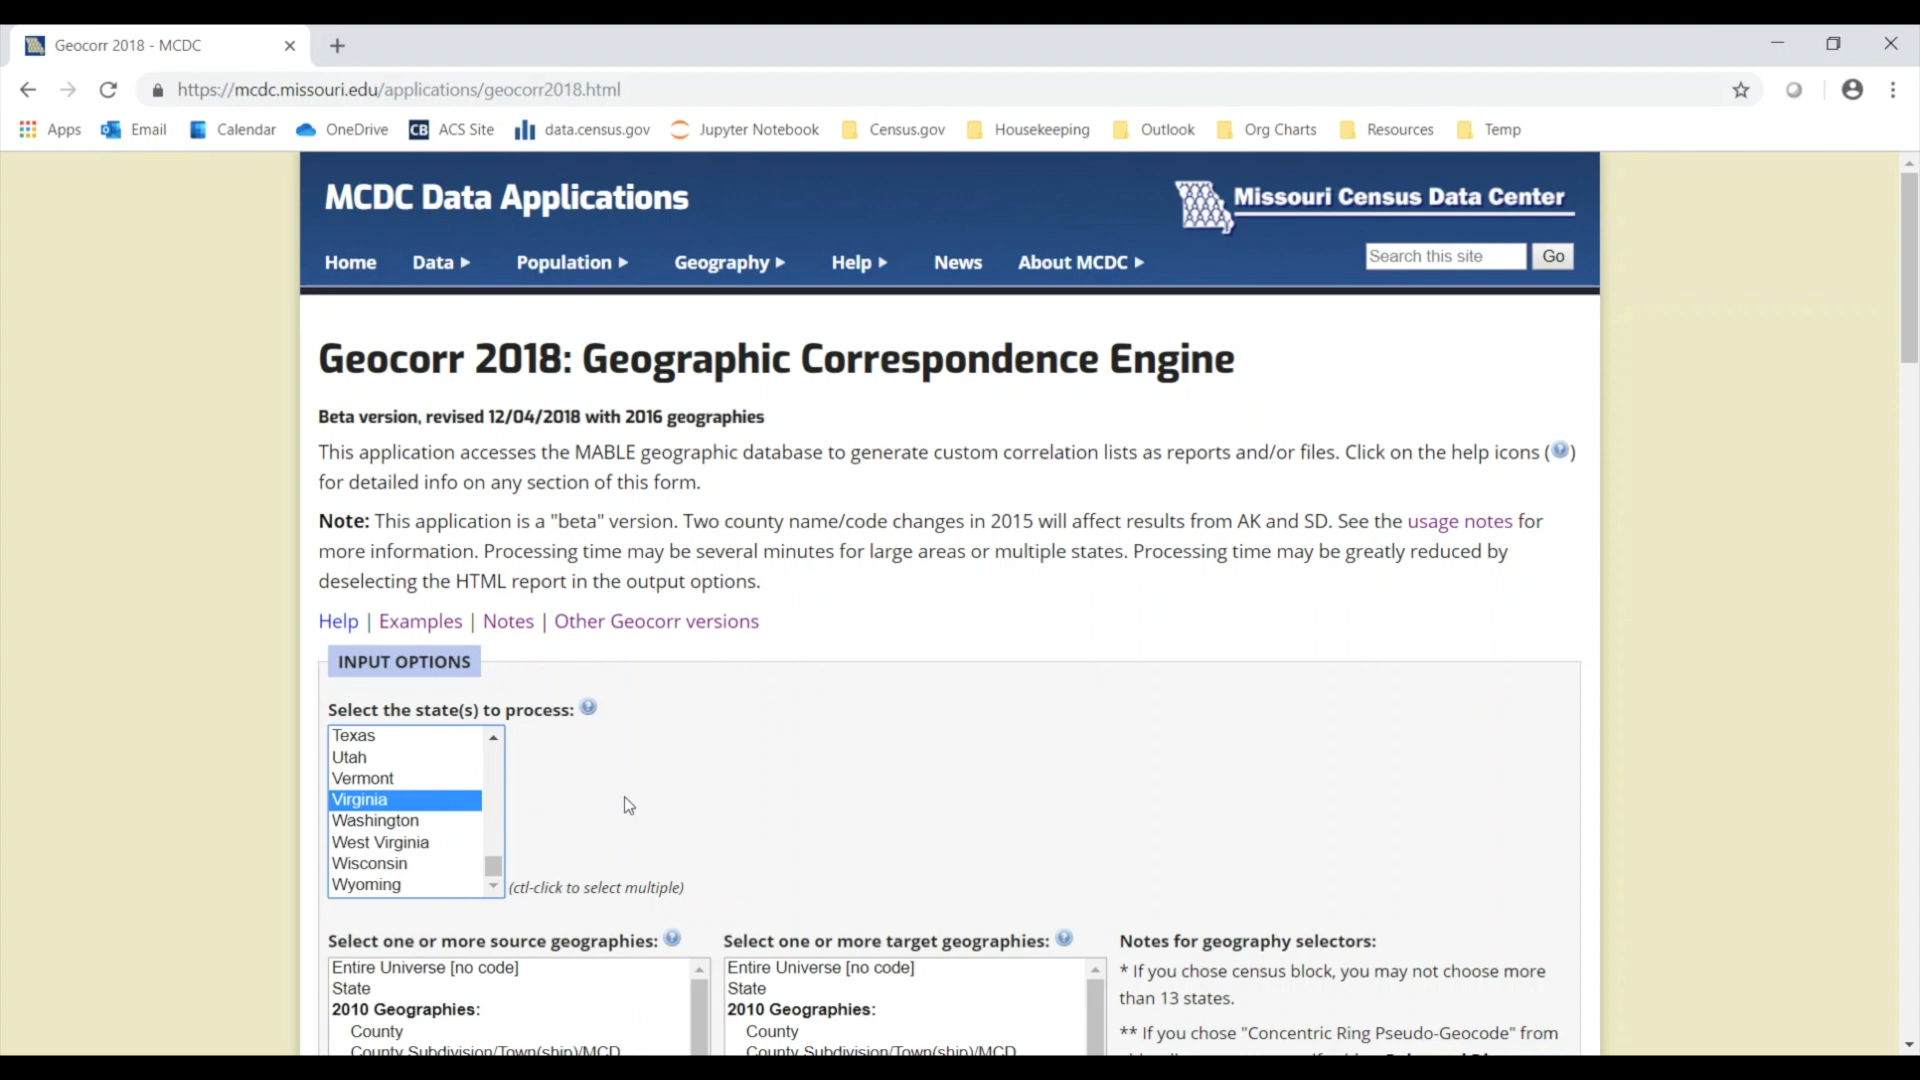 Geocorr 2018 - MCDC
https://mcdc.missouri.edu/applications/geocorr2018.html
Apps Email Calendar OneDrive CB ACS Site data.census.gov Jupyter Notebook Census.gov Housekeeping Outlook Org Charts Resources Temp
MCDC Data Applications
Missouri Census Data Center
Home Data Population Geography Help News About MCDC Search this site Go
Geocorr 2018: Geographic Correspondence Engine
Beta version, revised 12/04/2018 with 2016 geographies
This application accesses the MABLE geographic database to generate custom correlation lists as reports and/or files. Click on the help icons (?)
for detailed info on any section of this form.
Note: This application is a "beta" version. Two county name/code changes in 2015 will affect results from AK and SD. See the usage notes for
more information. Processing time may be several minutes for large areas or multiple states. Processing time may be greatly reduced by
deselecting the HTML report in the output options.
Help | Examples | Notes | Other Geocorr versions
INPUT OPTIONS
Select the state(s) to process:
Texas
Utah
Vermont
Virginia
Washington
West Virginia
Wisconsin
Wyoming
(ctl-click to select multiple)
Select one or more source geographies:
Entire Universe [no code]
State
2010 Geographies:
County
County Subdivision/Town(ship)/MCD
Select one or more target geographies:
Entire Universe [no code]
State
2010 Geographies:
County
County Subdivision/Town(ship)/MCD
Notes for geography selectors:
* If you chose census block, you may not choose more
than 13 states.
** If you chose "Concentric Ring Pseudo-Geocode" from